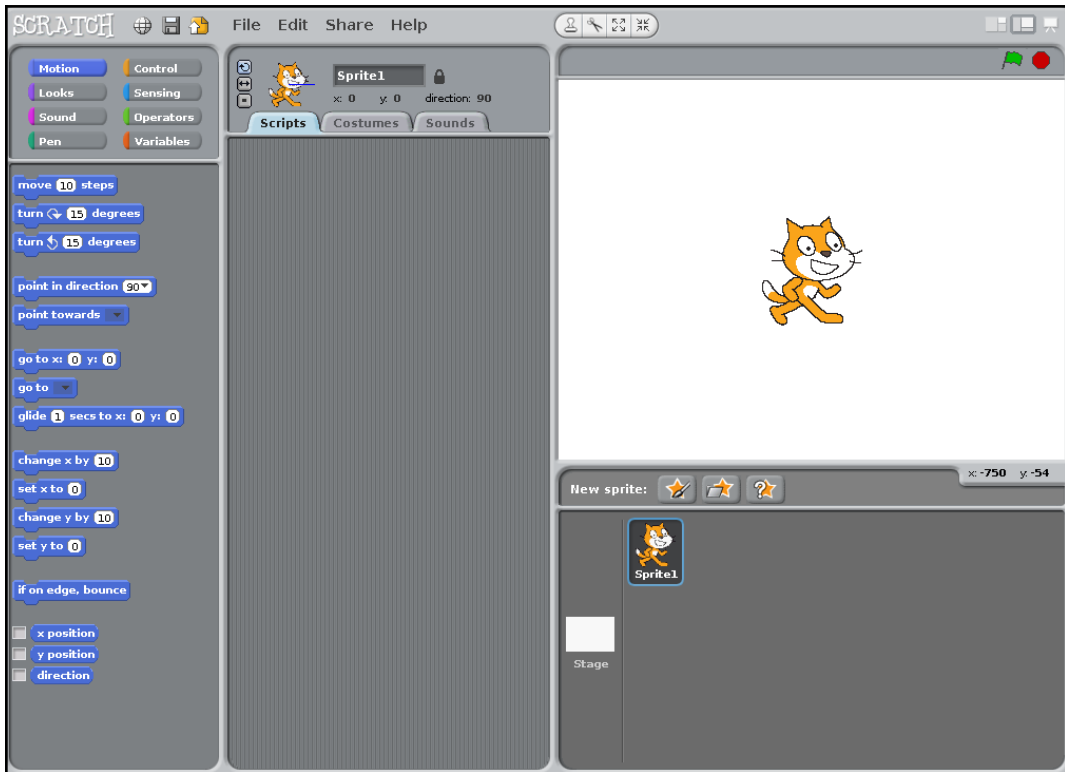 SCRATCH File Edit Share Help
Motion Control
Looks Sensing
Sound Operators
Pen Variables
Sprite1
x: 0 y: 0 direction: 90
Scripts Costumes Sounds
move 10 steps
turn 15 degrees
turn 15 degrees
point in direction 90
point towards
go to x: 0 y: 0
go to
glide 1 secs to x: 0 y: 0
change x by 10
set x to 0
change y by 10
set y to 0
if on edge, bounce
x position
y position
direction
x: -750 y: -54
New sprite:
Sprite1
Stage